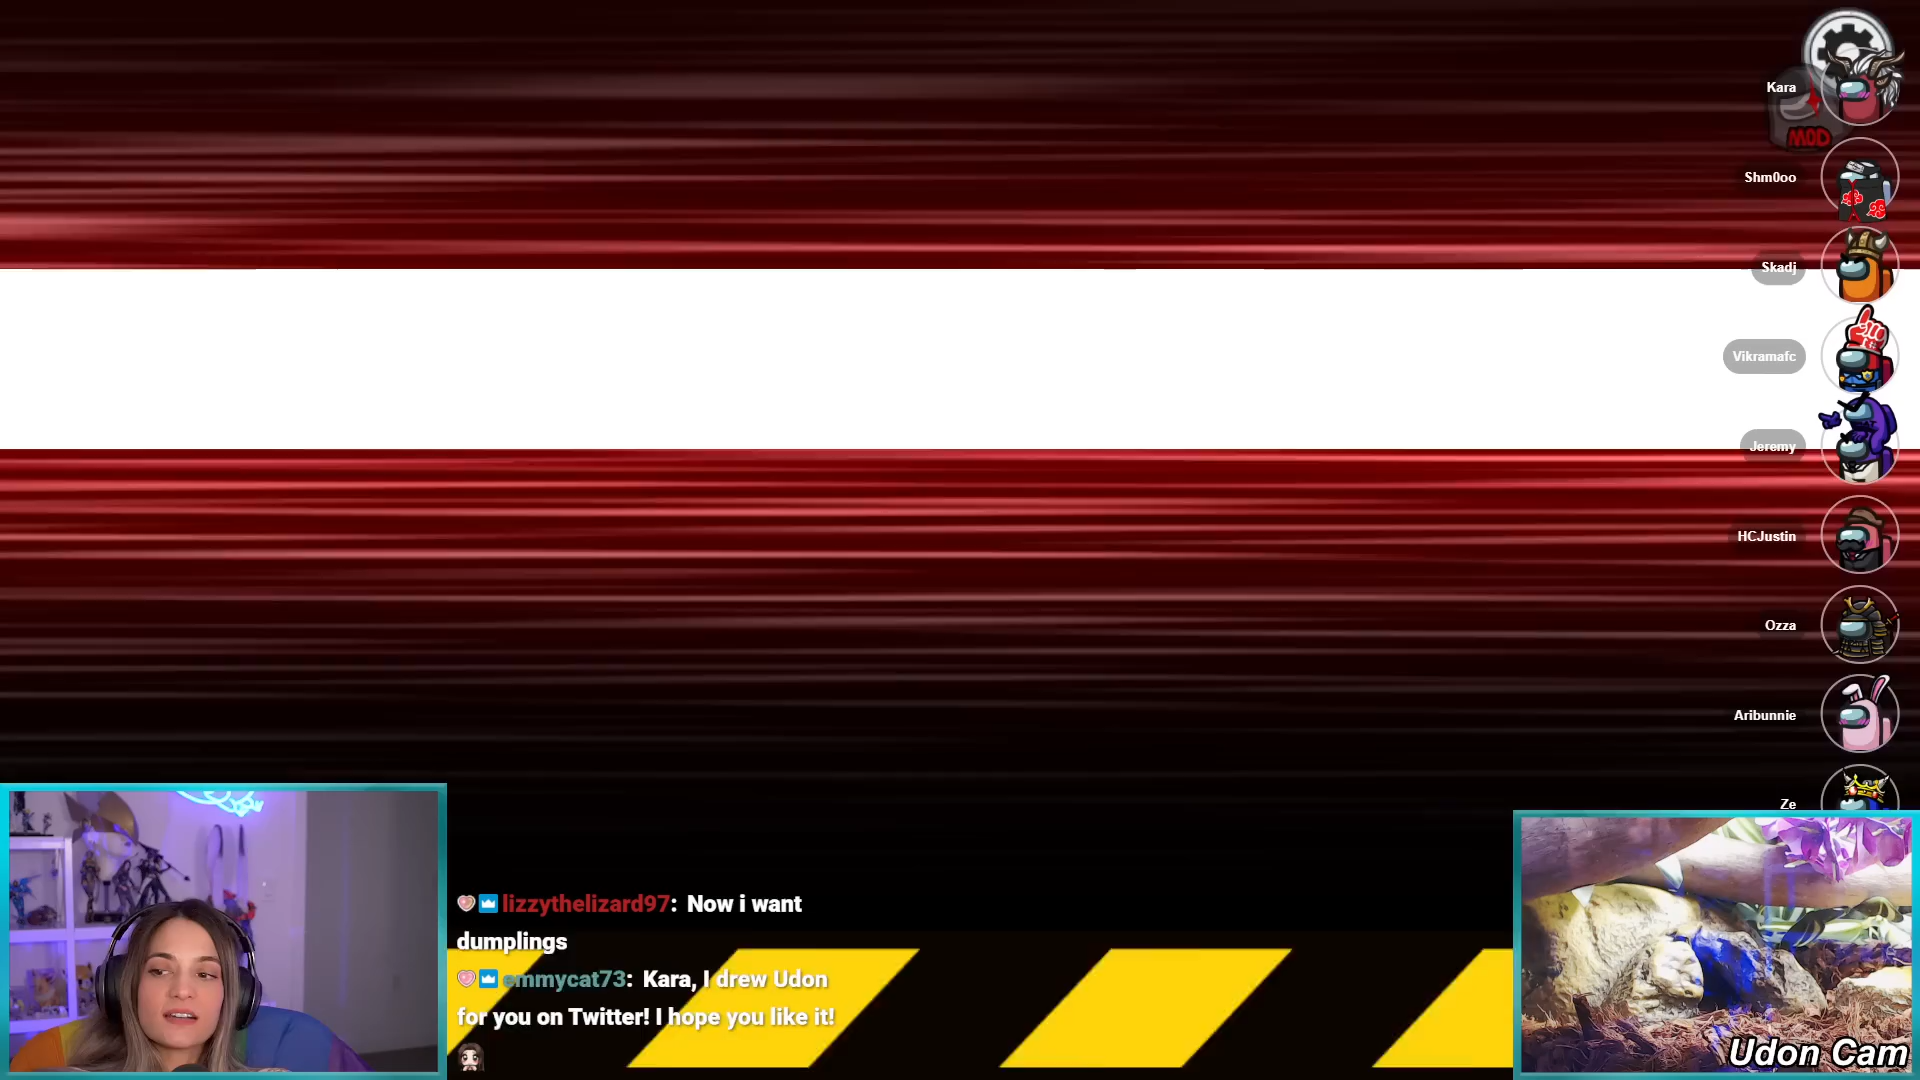 Kara
MOD
Shm0oo
Skadj
Vikramafc
Jeremy
HCJustin
Ozza
Aribunnie
Ze
lizzythelizard97: Now i want
dumplings
emmycat73: Kara, I drew Udon
for you on Twitter! I hope you like it!
Udon Cam